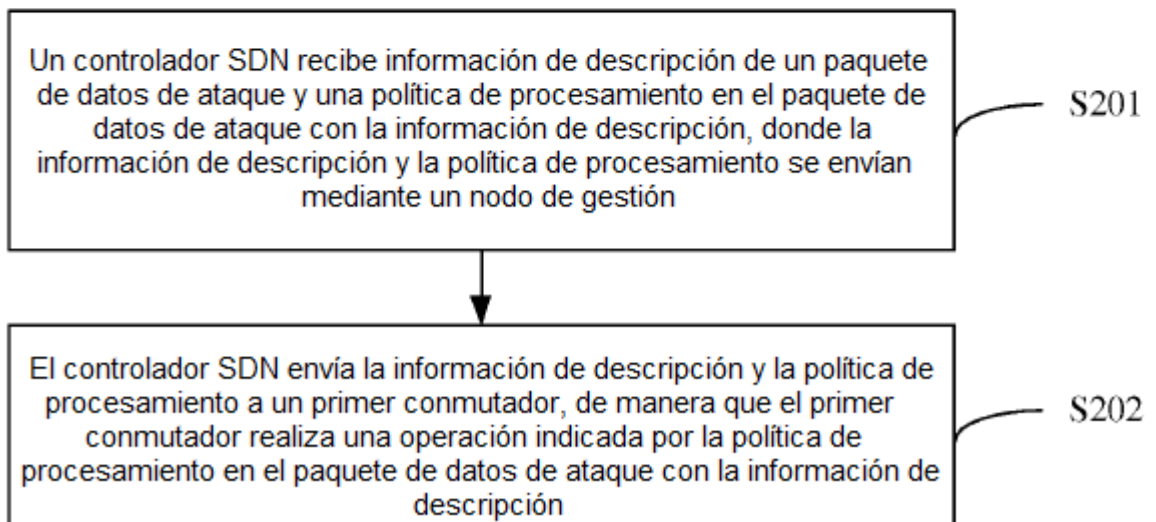 Un controlador SDN recibe información de descripción de un paquete
de datos de ataque y una política de procesamiento en el paquete de
datos de ataque con la información de descripción, donde la
información de descripción y la política de procesamiento se envían
mediante un nodo de gestión
S201
El controlador SDN envía la información de descripción y la política de
procesamiento a un primer conmutador, de manera que el primer
conmutador realiza una operación indicada por la política de
procesamiento en el paquete de datos de ataque con la información de
descripción
S202